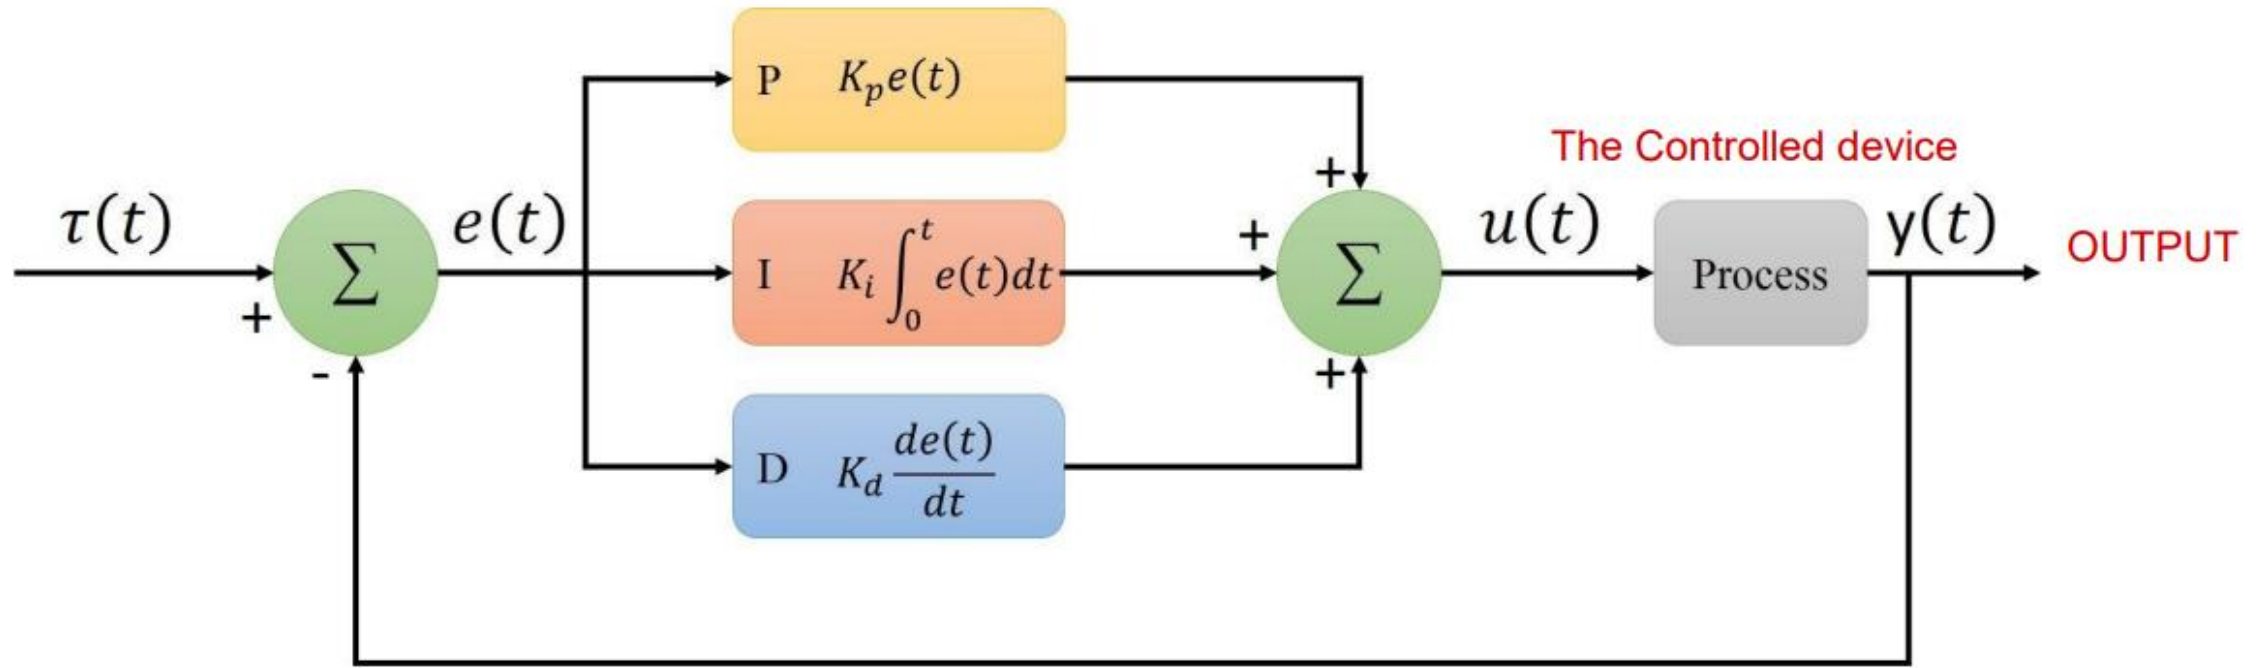 P K_p e(t)
The Controlled device
+
τ(t)
e(t)
u(t)
y(t)
OUTPUT
+
∑
I K_i ∫_0^t e(t)dt
∑
Process
+
-
+
D K_d de(t)/dt